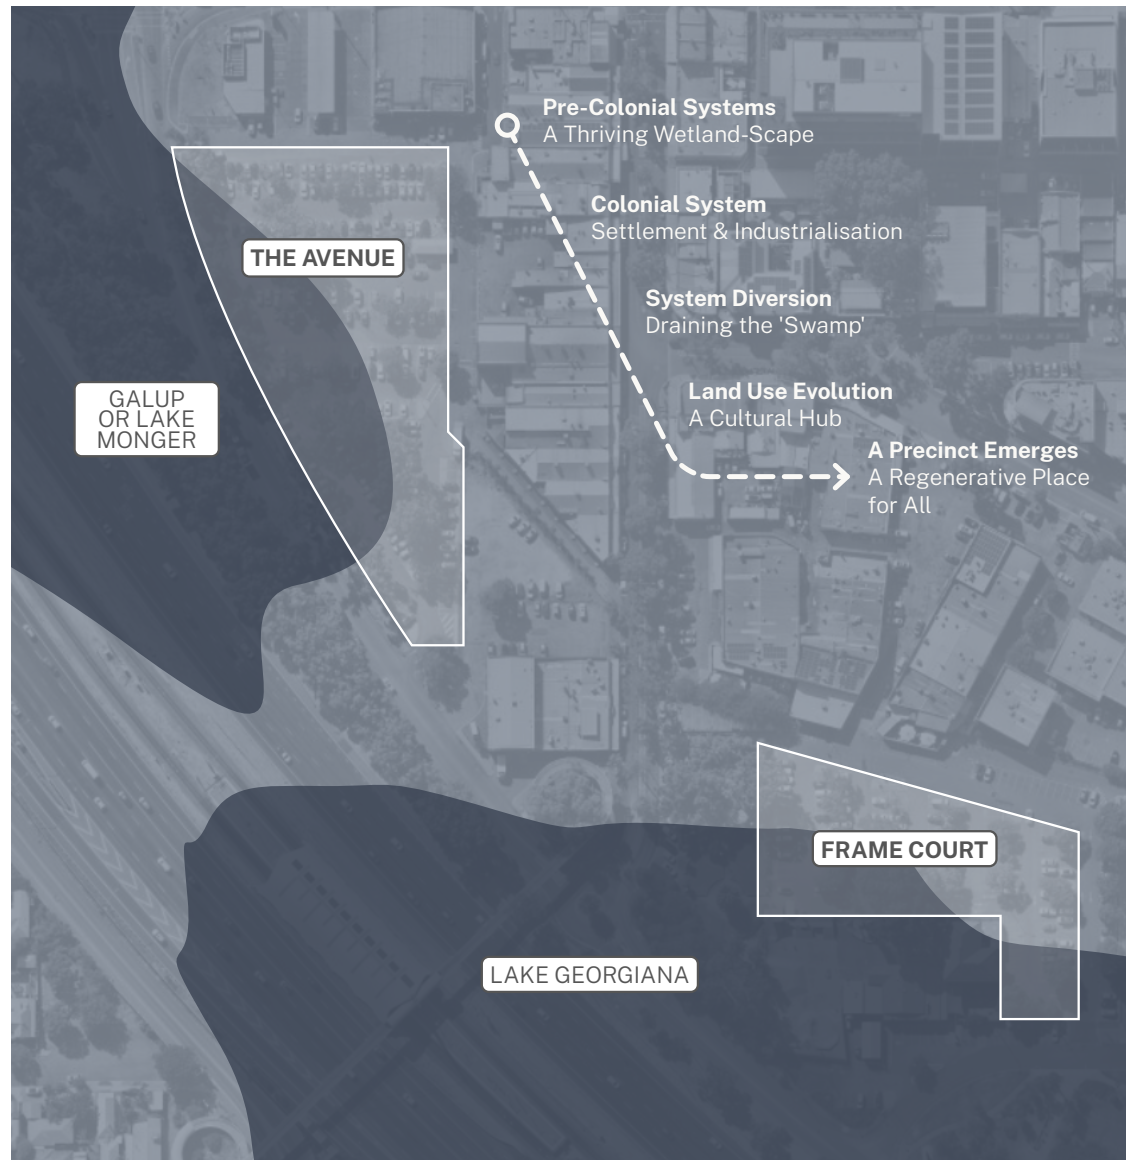 Pre-Colonial Systems
A Thriving Wetland-Scape
Colonial System
Settlement & Industrialisation
THE AVENUE
System Diversion
Draining the 'Swamp'
GALUP
OR LAKE
MONGER
Land Use Evolution
A Cultural Hub
A Precinct Emerges
A Regenerative Place
for All
FRAME COURT
LAKE GEORGIANA